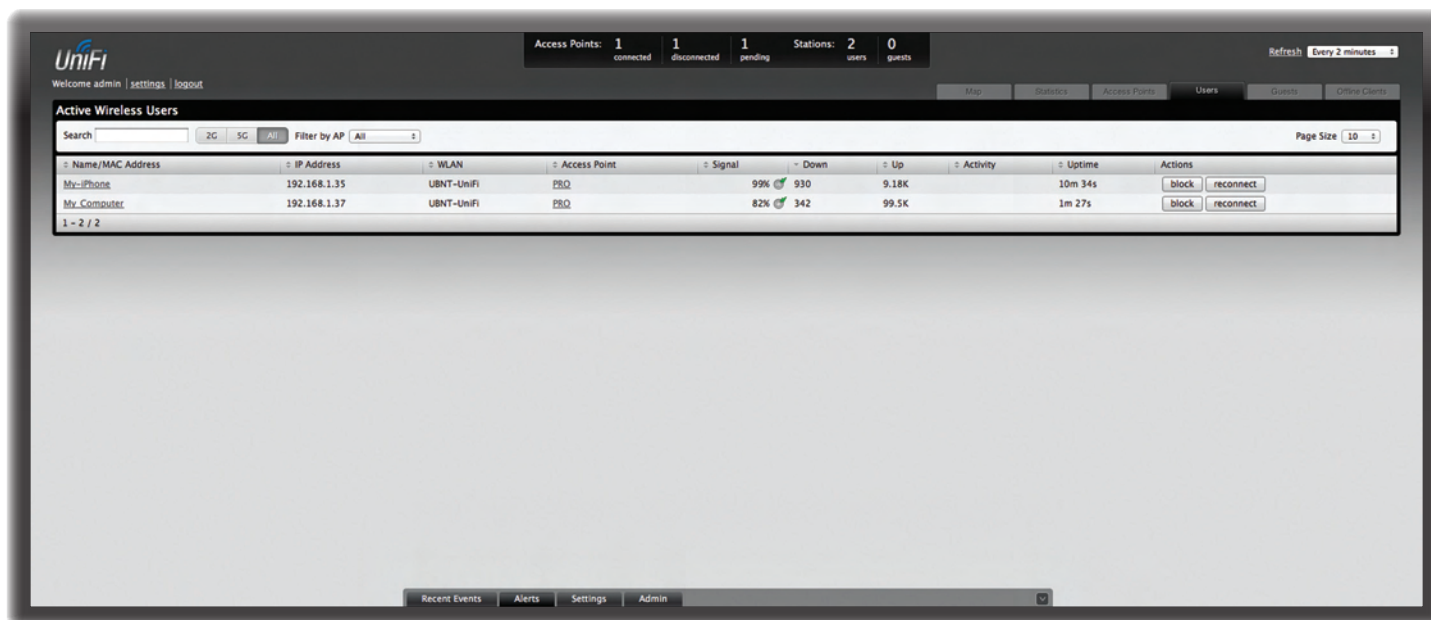 UniFi
Access Points: 1 connected 1 disconnected 1 pending Stations: 2 users 0 guests
Refresh Every 2 minutes
Welcome admin | settings | logout
Map Statistics Access Points Users Guests Offline Clients
Active Wireless Users
Search 2G 5G All Filter by AP All Page Size 10
Name/MAC Address IP Address WLAN Access Point Signal Down Up Activity Uptime Actions
My-iPhone 192.168.1.35 UBNT-UniFi PRO 99% 930 9.18K 10m 34s block reconnect
My Computer 192.168.1.37 UBNT-UniFi PRO 82% 342 99.5K 1m 27s block reconnect
1 - 2 / 2
Recent Events Alerts Settings Admin